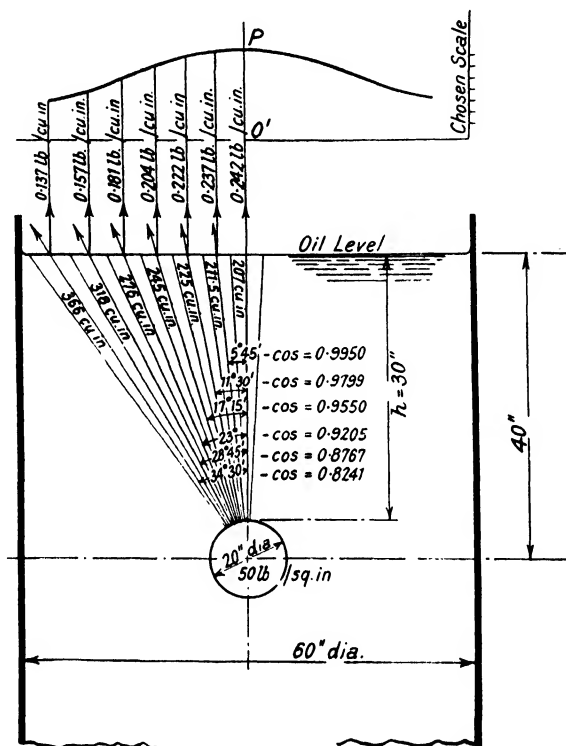 P
Chosen Scale
O'
0·137 lb/cu.in
0·157 lb./cu.in.
0·181 lb/cu.in.
0·204 lb/cu.in.
0·222 lb./cu.in.
0·237 lb./cu.in.
0·242 lb./cu.in.
Oil Level
366 cu.in.
318 cu.in.
276 cu.in.
245 cu.in.
225 cu.in.
211·5 cu.in.
207 cu in
5°45' - cos = 0·9950
11°30' - cos = 0·9799
17°15' - cos = 0·9550
23° - cos = 0·9205
28°45' - cos = 0·8767
34°30' - cos = 0·8241
h = 30"
40"
20" dia
50lb/sq.in
60" dia.